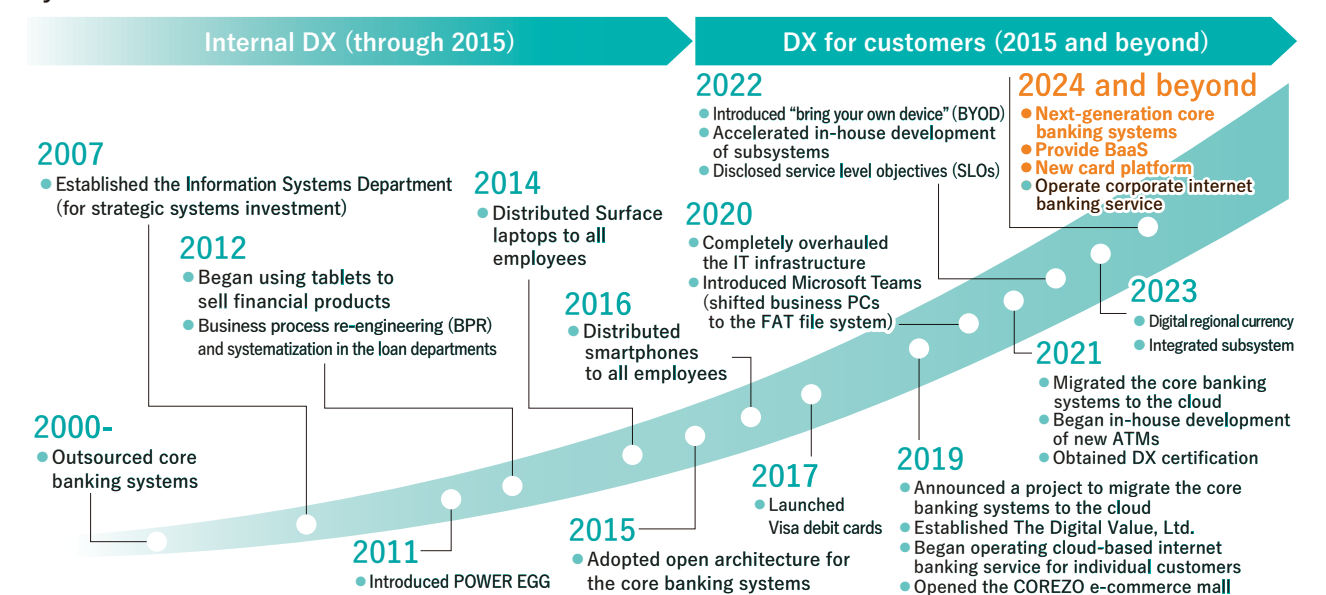 Internal DX (through 2015)
DX for customers (2015 and beyond)
2007
Established the Information Systems Department
(for strategic systems investment)
2012
Began using tablets to
sell financial products
Business process re-engineering (BPR)
and systematization in the loan departments
2000-
Outsourced core
banking systems
2011
Introduced POWER EGG
2014
Distributed Surface
laptops to all
employees
2016
Distributed
smartphones
to all employees
2015
Adopted open architecture for
the core banking systems
2017
Launched
Visa debit cards
2022
Introduced “bring your own device” (BYOD)
Accelerated in-house development
of subsystems
Disclosed service level objectives (SLOs)
2020
Completely overhauled
the IT infrastructure
Introduced Microsoft Teams
(shifted business PCs
to the FAT file system)
2024 and beyond
Next-generation core
banking systems
Provide BaaS
New card platform
Operate corporate internet
banking service
2023
Digital regional currency
Integrated subsystem
2021
Migrated the core banking
systems to the cloud
Began in-house development
of new ATMs
Obtained DX certification
2019
Announced a project to migrate the core
banking systems to the cloud
Established The Digital Value, Ltd.
Began operating cloud-based internet
banking service for individual customers
Opened the COREZO e-commerce mall